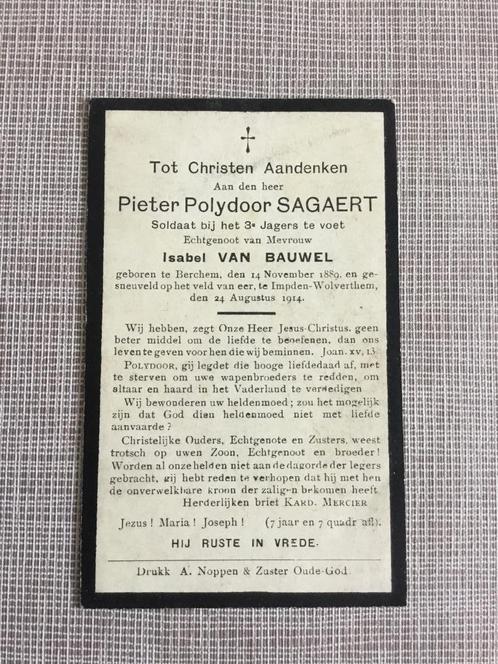 Tot Christen Aandenken
Aan den heer
Pieter Polydoor SAGAERT
Soldaat bij het 3e Jagers te voet
Echtgenoot van Mevrouw
Isabel VAN BAUWEL
geboren te Berchem, den 14 November 1889. en ge-
sneuveld op het veld van eer, te Impden-Wolverthem,
den 24 Augustus 1914.
Wij hebben, zegt Onze Heer Jesus-Christus, geen
beter middel om de liefde te beoefenen, dan ons
leven te geven voor hen die wij beminnen. Joan. xv, 13
POLYDOOR, gij legdet die hooge liefdedaad af, met
te sterven om uwe wapenbroeders te redden, om
altaar en haard in het Vaderland te verdedigen
Wij bewonderen uw heldenmoed ; zou het mogelijk
zijn dat God dien heldenmoed niet met liefde
aanvaarde ?
Christelijke Ouders, Echtgenote en Zusters, weest
trotsch op uwen Zoon, Echtgenoot en broeder !
Worden al onze helden niet aan de dagorde der legers
gebracht, gij hebt reden te verhopen dat hij met hen
de onverwelkbare kroon der zaligen bekomen heeft.
Herderlijken brief KARD. MERCIER
Jezus ! Maria ! Joseph ! (7 jaar en 7 quadr afl).
HIJ RUSTE IN VREDE.
Drukk A. Noppen & Zuster Oude-God.